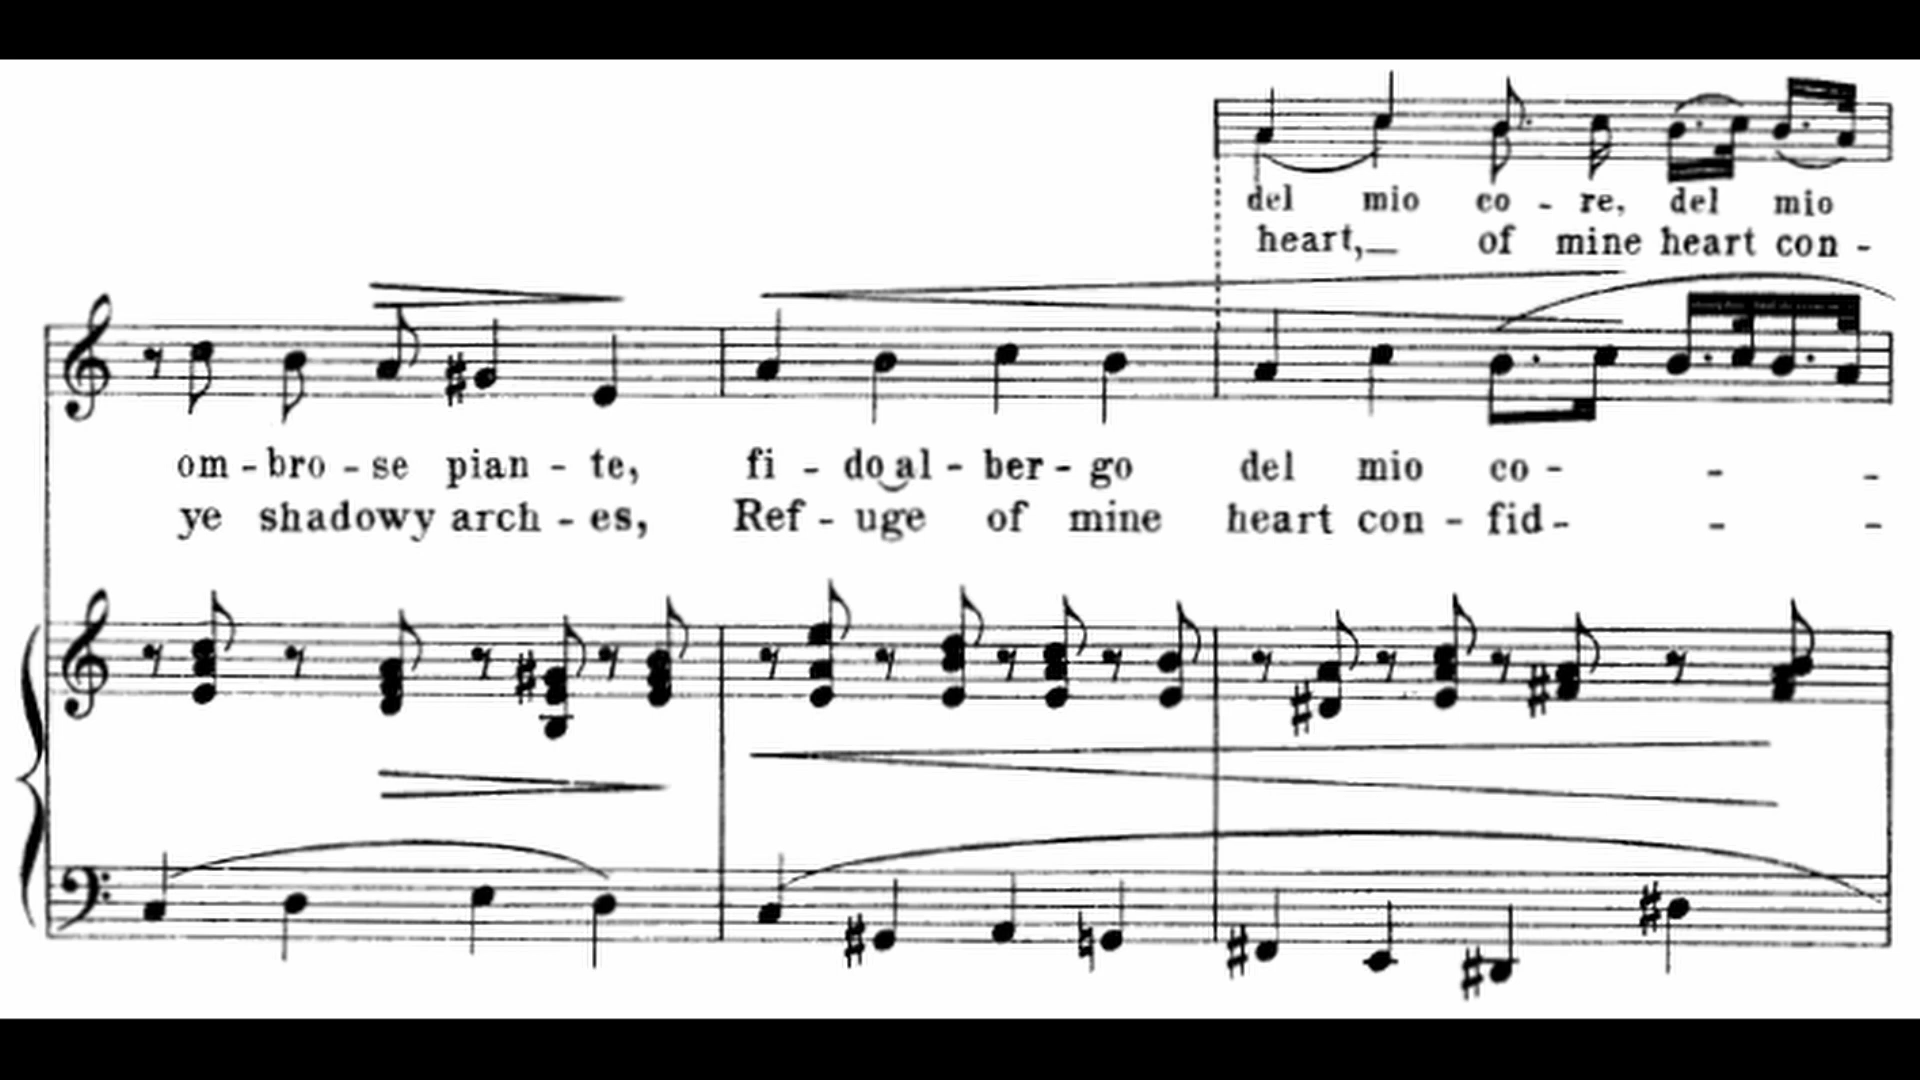 del mio co - re, del mio
heart,— of mine heart con -
om - bro - se pian - te, fi - do al - ber - go del mio co - - -
ye shadowy arch - es, Ref - uge of mine heart con - fid - - -